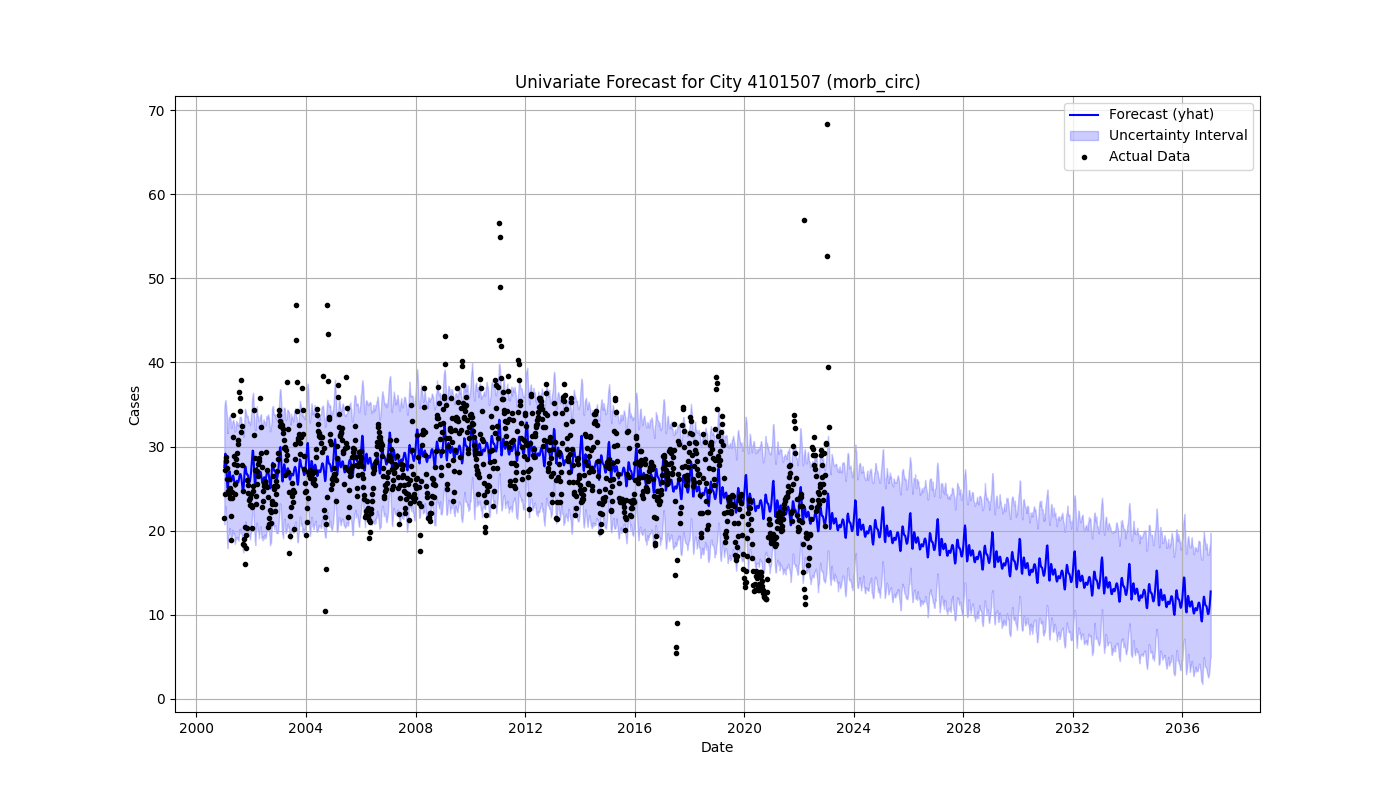 Univariate Forecast for City 4101507 (morb_circ)
Forecast (yhat)
Uncertainty Interval
Actual Data
Cases
70
60
50
40
30
20
10
0
2000 2004 2008 2012 2016 2020 2024 2028 2032 2036
Date